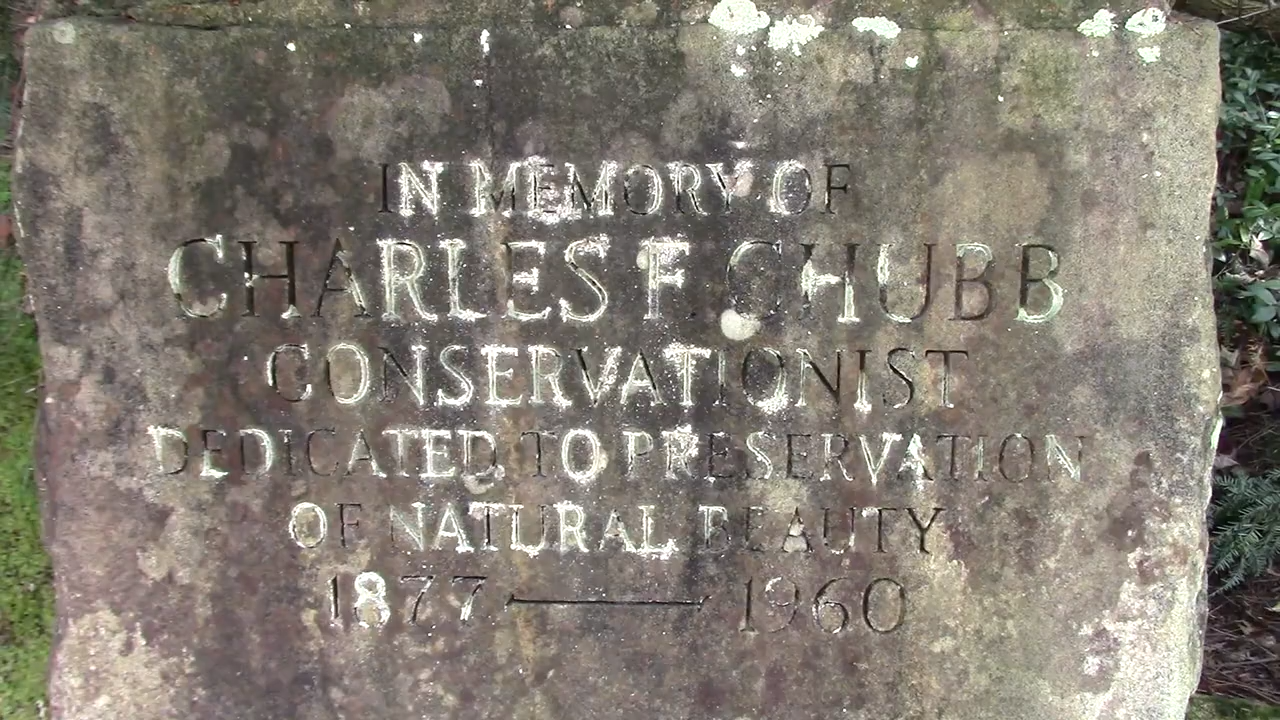 IN MEMORY OF
CHARLES F. CHUBB
CONSERVATIONIST
DEDICATED TO PRESERVATION
OF NATURAL BEAUTY
1877 — 1960